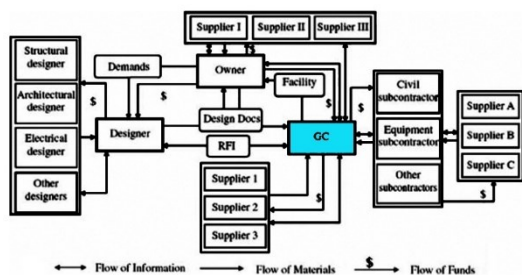 Supplier I
Supplier II
Supplier III
Structural
designer
Architectural
designer
Electrical
designer
Other
designers
Demands
$
Designer
Owner
$
$
Facility
$
Design Docs
RFI
GC
$
Civil
subcontractor
Equipment
subcontractor
Other
subcontractors
$
Supplier A
Supplier B
Supplier C
Supplier 1
Supplier 2
Supplier 3
$
Flow of Information
Flow of Materials
$
Flow of Funds